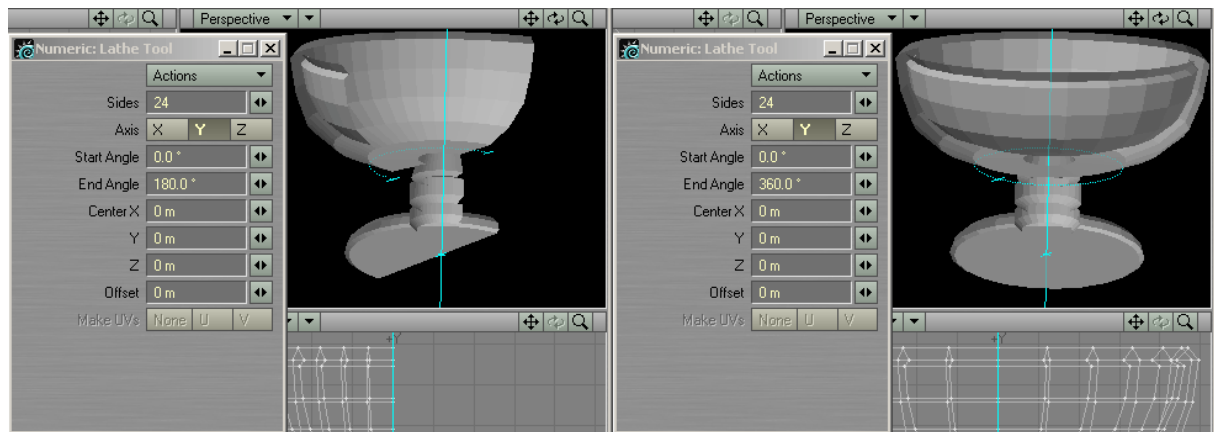 Perspective
Numeric: Lathe Tool
Actions
Sides 24
Axis X Y Z
Start Angle 0.0 °
End Angle 180.0 °
Center X 0 m
Y 0 m
Z 0 m
Offset 0 m
Make UVs None U V
+Y
Perspective
Numeric: Lathe Tool
Actions
Sides 24
Axis X Y Z
Start Angle 0.0 °
End Angle 360.0 °
Center X 0 m
Y 0 m
Z 0 m
Offset 0 m
Make UVs None U V
+Y